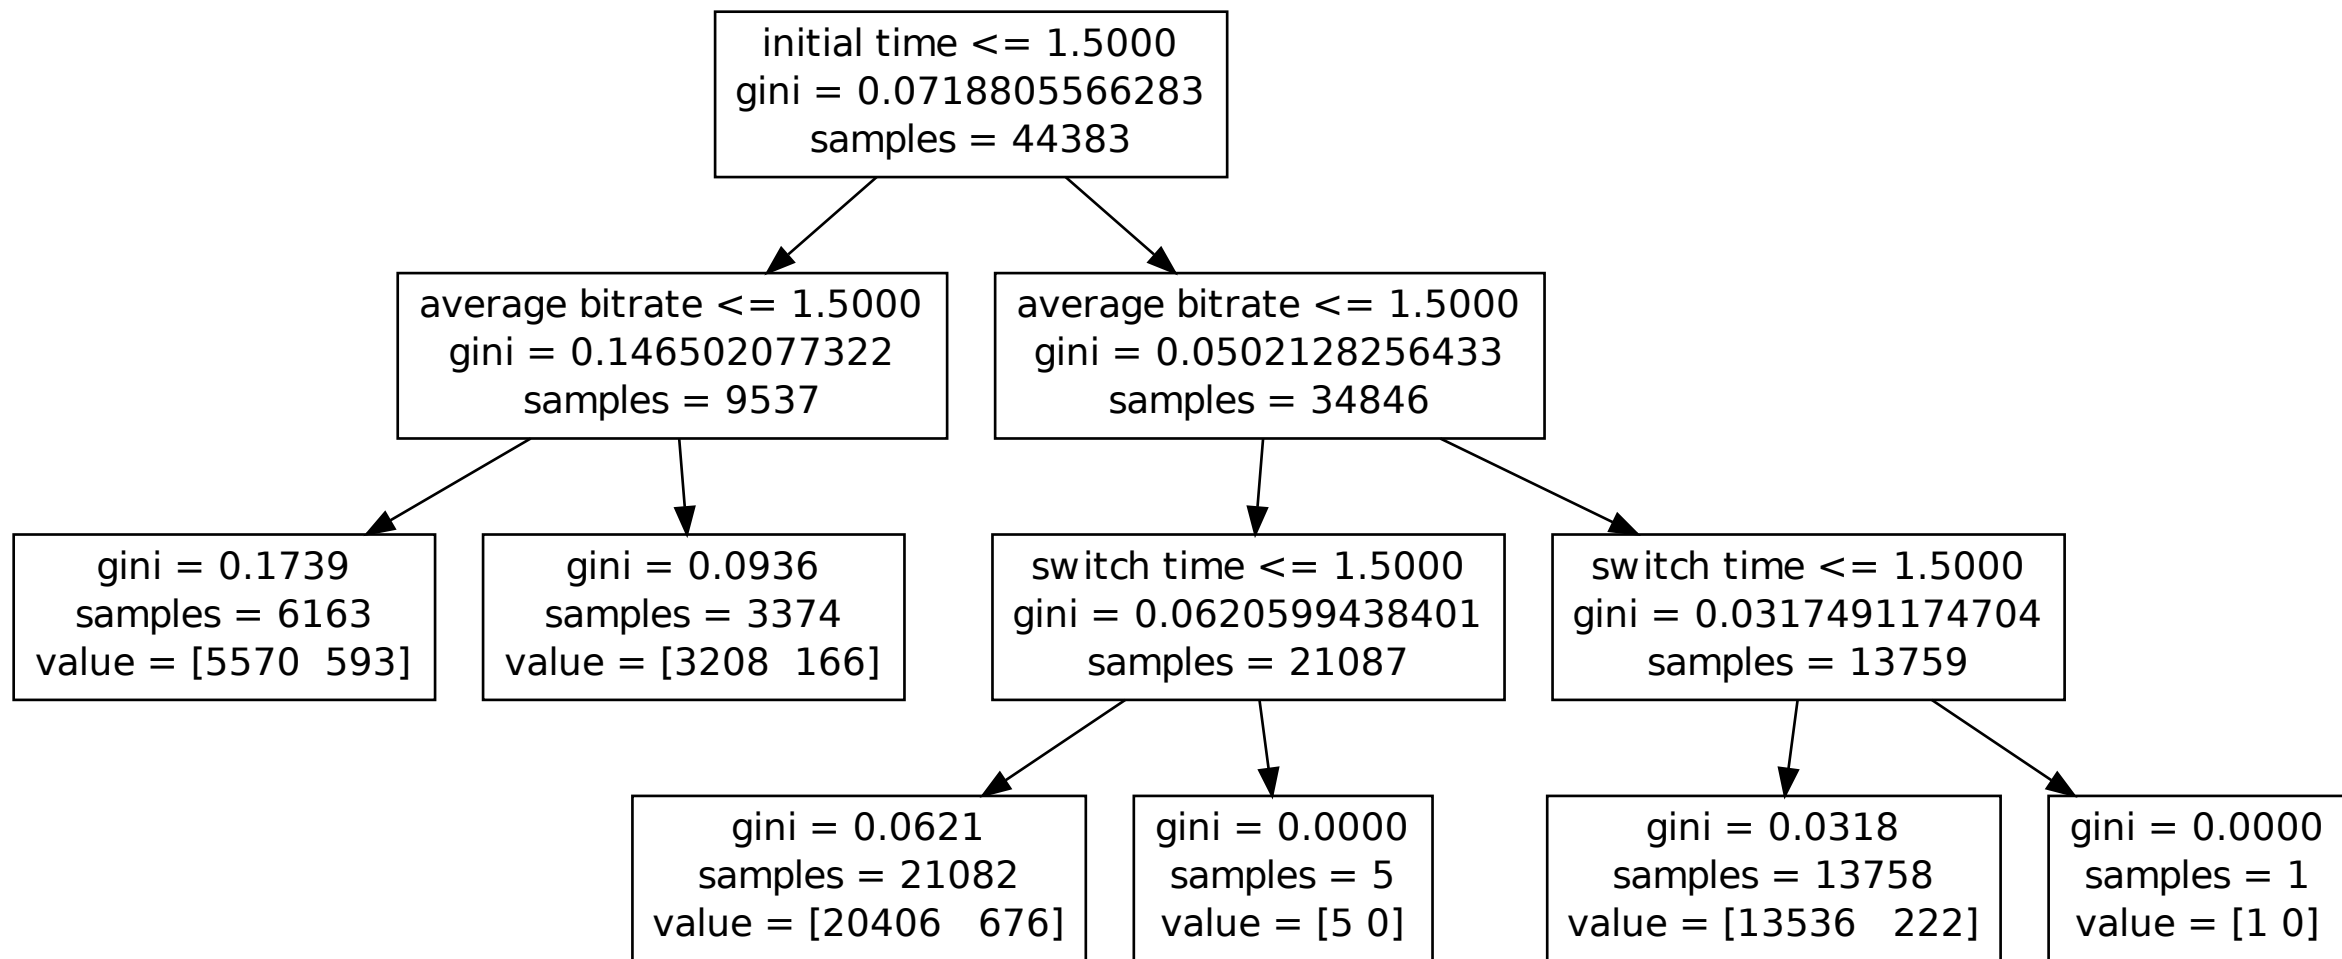 initial time <= 1.5000
gini = 0.0718805566283
samples = 44383
average bitrate <= 1.5000
gini = 0.146502077322
samples = 9537
average bitrate <= 1.5000
gini = 0.0502128256433
samples = 34846
gini = 0.1739
samples = 6163
value = [5570  593]
gini = 0.0936
samples = 3374
value = [3208  166]
switch time <= 1.5000
gini = 0.0620599438401
samples = 21087
switch time <= 1.5000
gini = 0.0317491174704
samples = 13759
gini = 0.0621
samples = 21082
value = [20406   676]
gini = 0.0000
samples = 5
value = [5 0]
gini = 0.0318
samples = 13758
value = [13536   222]
gini = 0.0000
samples = 1
value = [1 0]